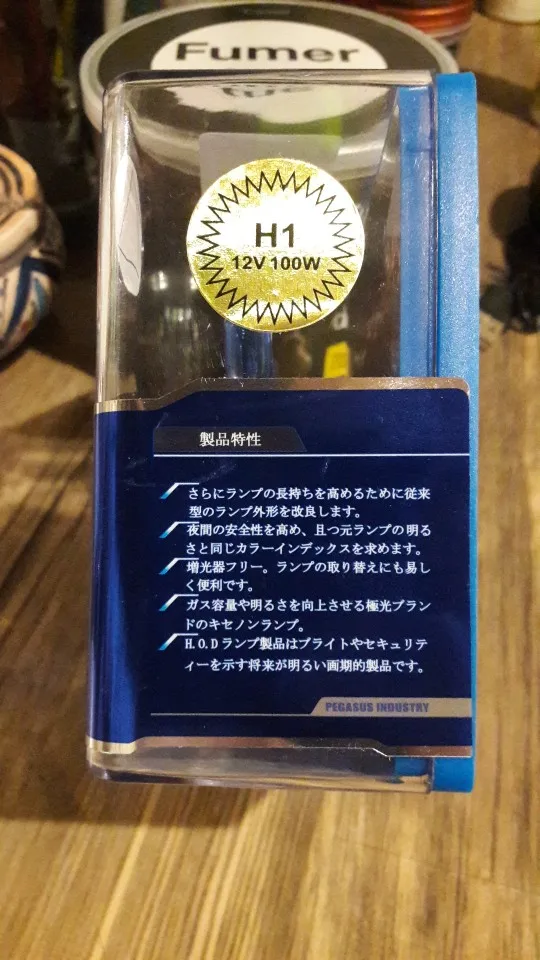 Fumer
H1
12V 100W
製品特性
さらにランプの長持ちを高めるために従来
型のランプ外形を改良します。
夜間の安全性を高め、且つ元ランプの明る
さと同じカラーインデックスを求めます。
増光器フリー。ランプの取り替えにも易し
く便利です。
ガス容量や明るさを向上させる極光ブラン
ドのキセノンランプ。
H.O.Dランプ製品はブライトやセキュリテ
ィーを示す将来が明るい画期的製品です。
PEGASUS INDUSTRY